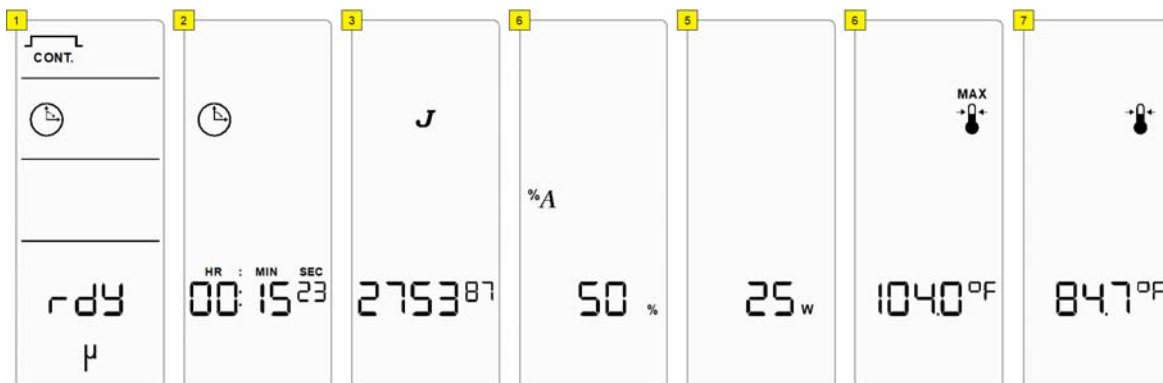 1
CONT.
rdy
μ
2
HR : MIN SEC
00:15 23
3
J
2753 87
6
%A
50 %
5
25 W
6
MAX
104.0 °F
7
84.7 °F